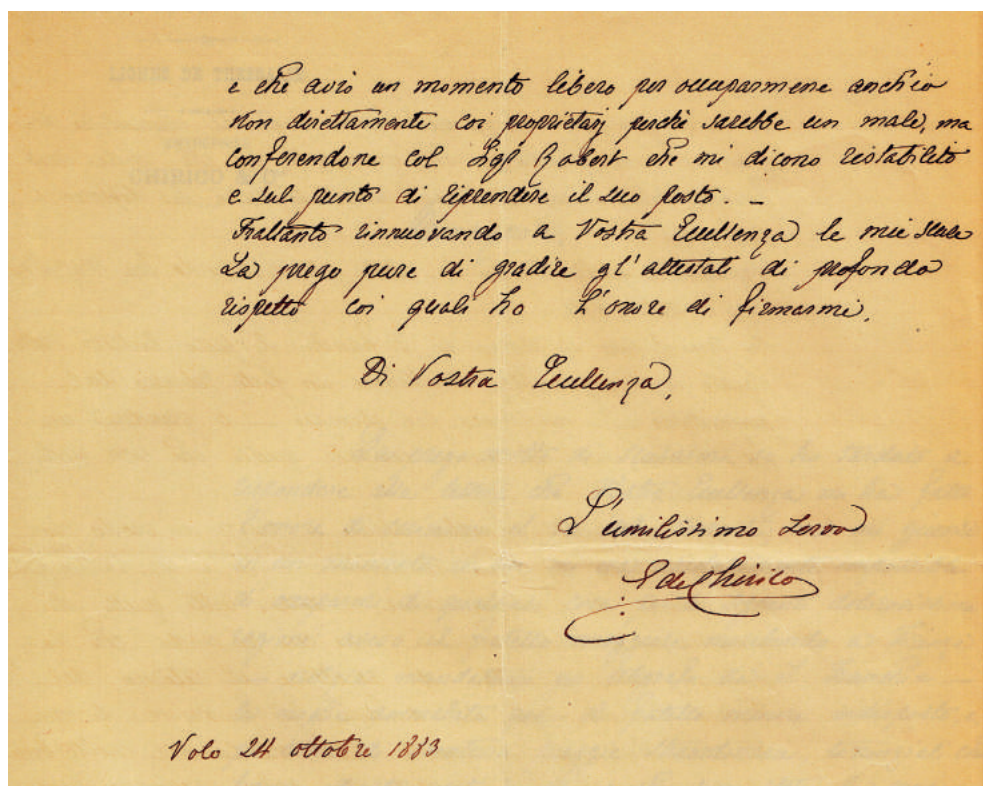 e che avrò un momento libero per occuparmene anch'io
non direttamente coi proprietarj perchè sarebbe un male, ma
conferendone col Sigr Robert che mi dicono ristabilito
e sul punto di riprendere il suo posto. _
Frattanto rinnuovando a Vostra Eccellenza le mie scuse
La prego pure di gradire gl'attestati di profondo
rispetto coi quali ho l'onore di firmarmi.
Di Vostra Eccellenza,
L'umilissimo servo
de Chirico
Volo 24 ottobre 1883